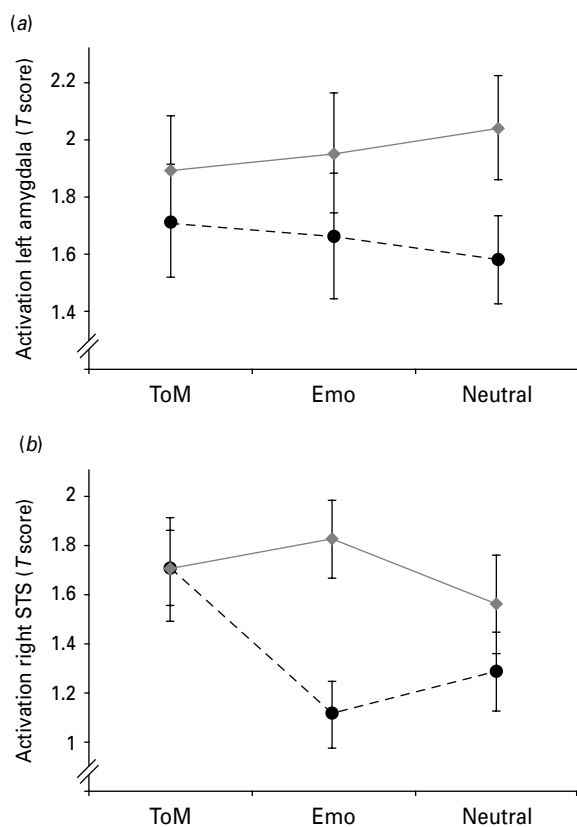 (a)
Activation left amygdala (T score)
2.2
2
1.8
1.6
1.4
ToM Emo Neutral
(b)
Activation right STS (T score)
2
1.8
1.6
1.4
1.2
1
ToM Emo Neutral